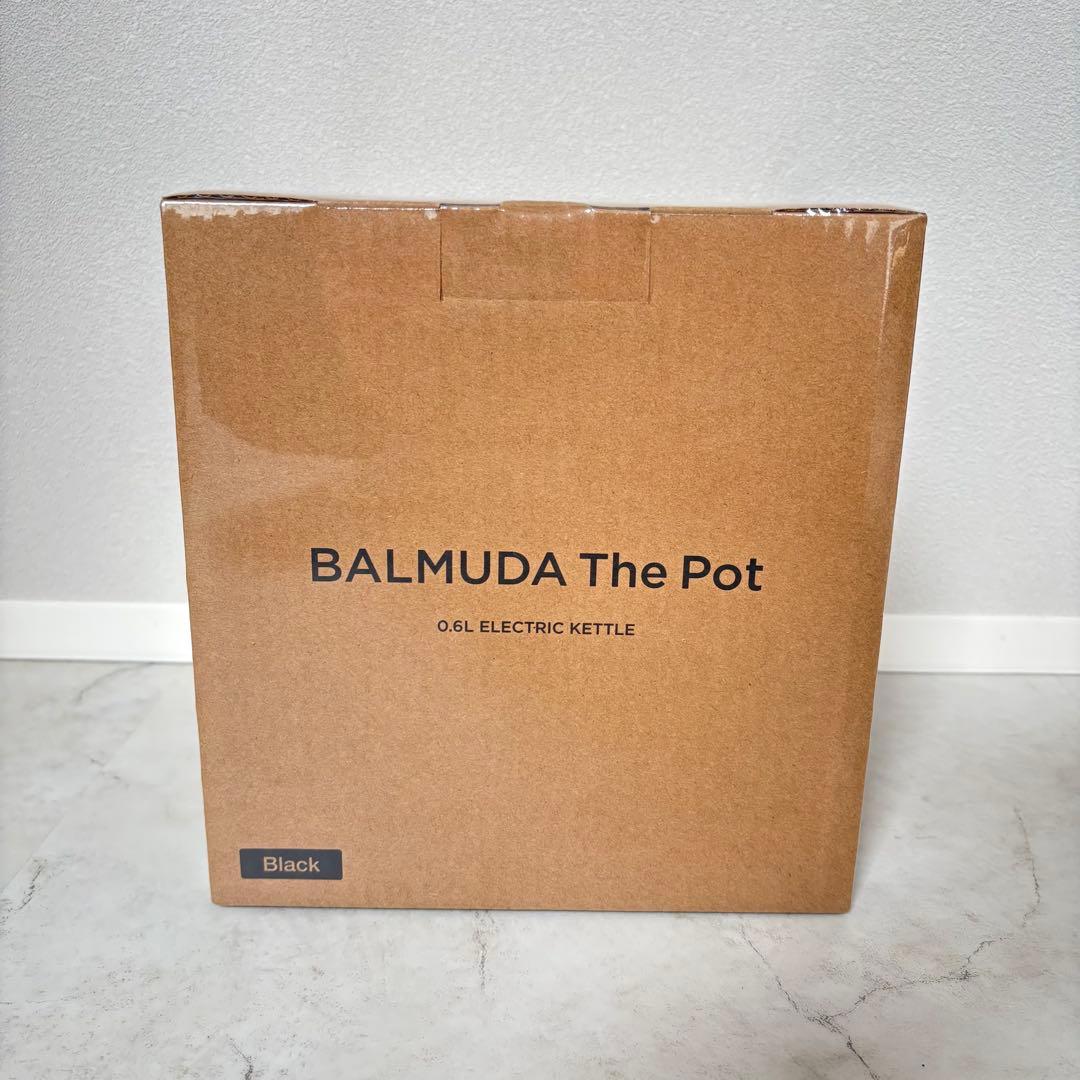 BALMUDA The Pot
0.6L ELECTRIC KETTLE
Black